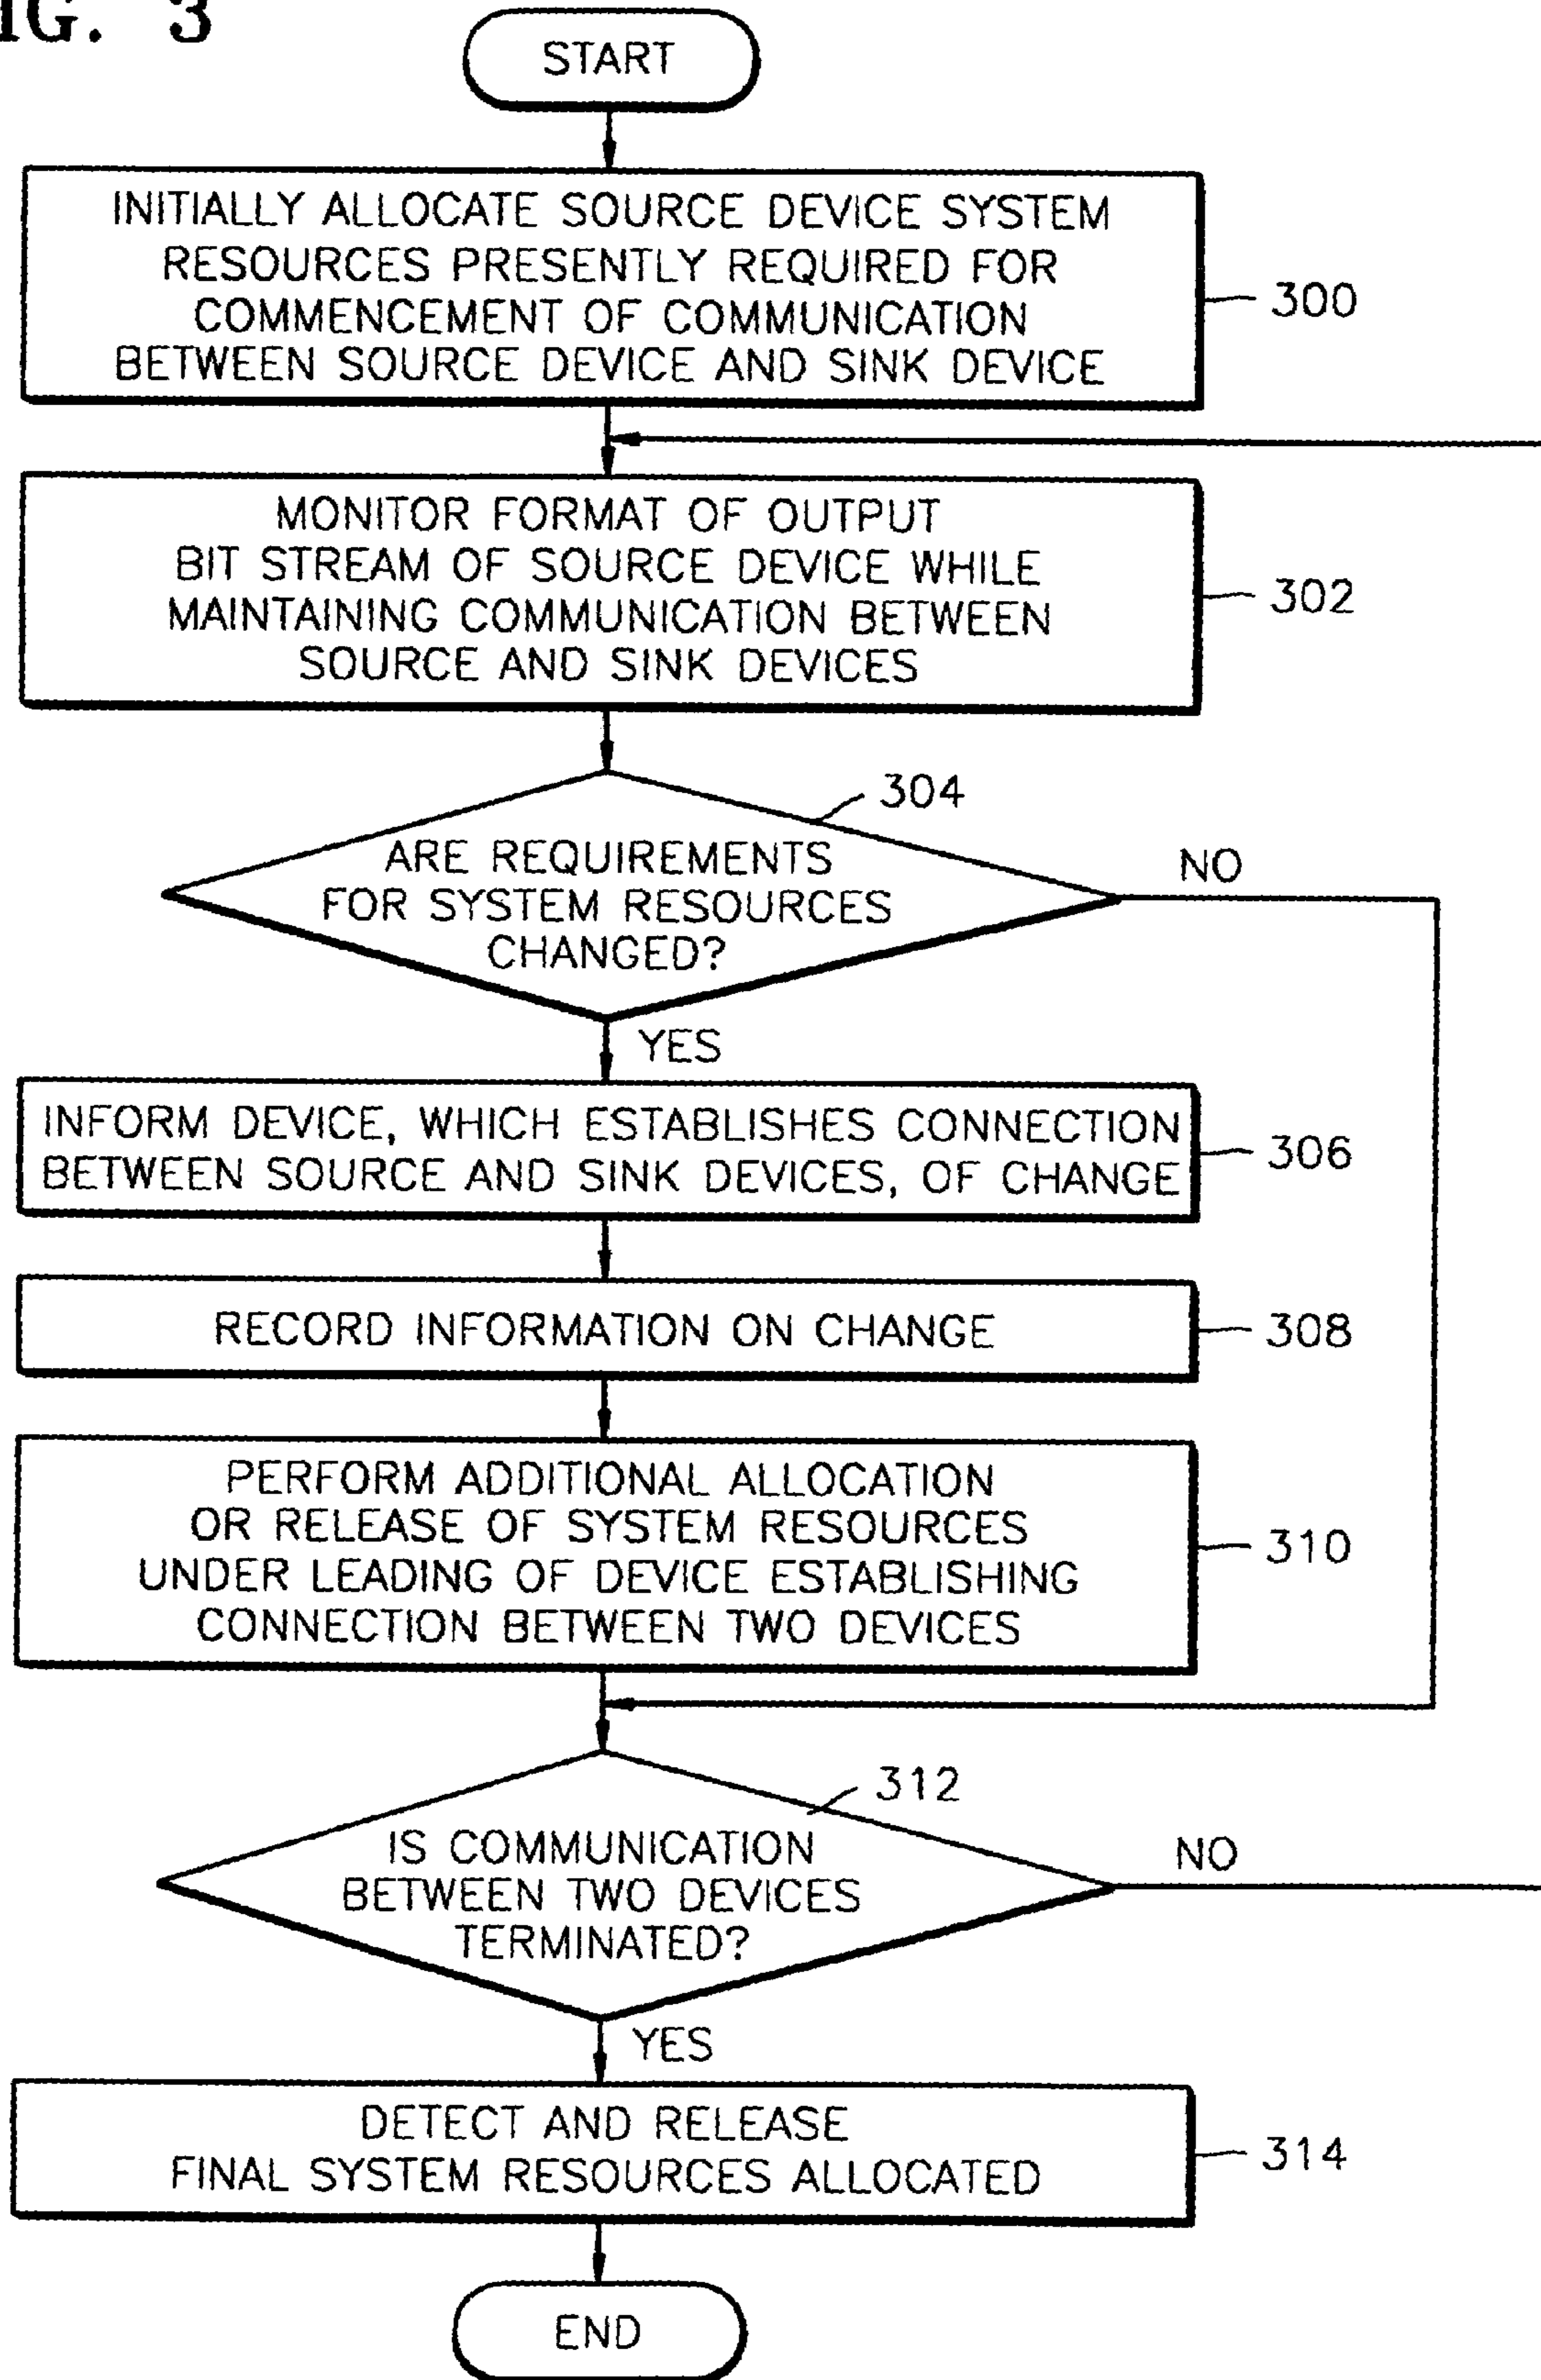 IG. 3
START
INITIALLY ALLOCATE SOURCE DEVICE SYSTEM
RESOURCES PRESENTLY REQUIRED FOR
COMMENCEMENT OF COMMUNICATION
BETWEEN SOURCE DEVICE AND SINK DEVICE
300
MONITOR FORMAT OF OUTPUT
BIT STREAM OF SOURCE DEVICE WHILE
MAINTAINING COMMUNICATION BETWEEN
SOURCE AND SINK DEVICES
302
304
ARE REQUIREMENTS
FOR SYSTEM RESOURCES
CHANGED?
NO
YES
INFORM DEVICE, WHICH ESTABLISHES CONNECTION
BETWEEN SOURCE AND SINK DEVICES, OF CHANGE
306
RECORD INFORMATION ON CHANGE
308
PERFORM ADDITIONAL ALLOCATION
OR RELEASE OF SYSTEM RESOURCES
UNDER LEADING OF DEVICE ESTABLISHING
CONNECTION BETWEEN TWO DEVICES
310
312
IS COMMUNICATION
BETWEEN TWO DEVICES
TERMINATED?
NO
YES
DETECT AND RELEASE
FINAL SYSTEM RESOURCES ALLOCATED
314
END